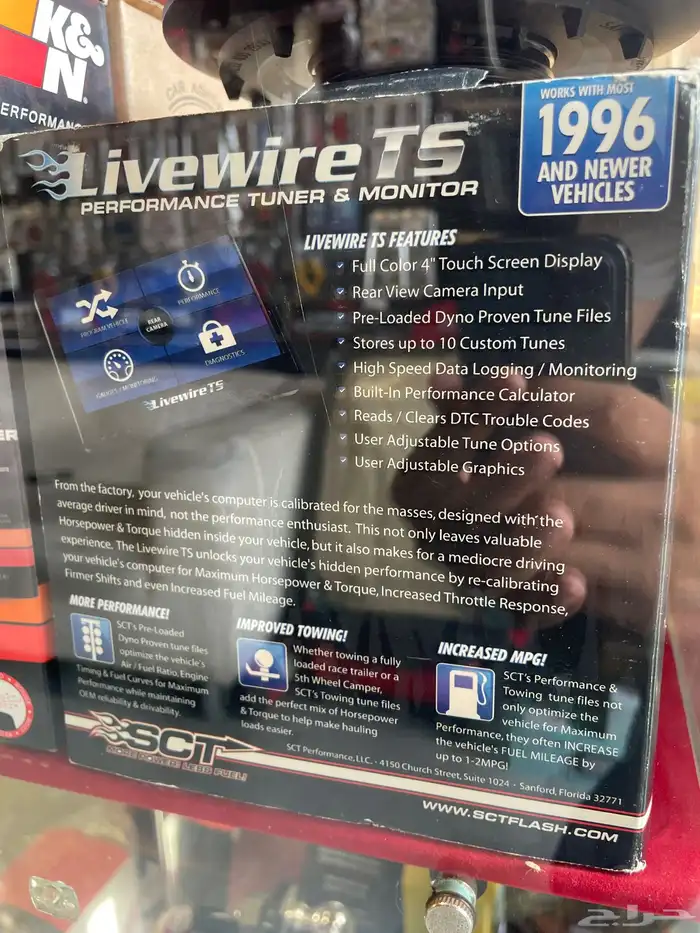 K&N
PERFORMAN
WORKS WITH MOST
1996
AND NEWER
VEHICLES
Livewire TS
PERFORMANCE TUNER & MONITOR
LIVEWIRE TS FEATURES
Full Color 4" Touch Screen Display
Rear View Camera Input
Pre-Loaded Dyno Proven Tune Files
Stores up to 10 Custom Tunes
High Speed Data Logging / Monitoring
Built-In Performance Calculator
Reads / Clears DTC Trouble Codes
User Adjustable Tune Options
User Adjustable Graphics
PROGRAM VEHICLE
PERFORMANCE
REAR
CAMERA
GAUGES / MONITORING
DIAGNOSTICS
Livewire TS
From the factory, your vehicle's computer is calibrated for the masses, designed with the
average driver in mind, not the performance enthusiast. This not only leaves valuable
Horsepower & Torque hidden inside your vehicle, but it also makes for a mediocre driving
experience. The Livewire TS unlocks your vehicle's hidden performance by re-calibrating
your vehicle's computer for Maximum Horsepower & Torque, Increased Throttle Response,
Firmer Shifts and even Increased Fuel Mileage.
MORE PERFORMANCE!
SCT's Pre-Loaded
Dyno Proven tune files
optimize the vehicle's
Air / Fuel Ratio, Engine
Timing & Fuel Curves for Maximum
Performance while maintaining
OEM reliability & drivability.
IMPROVED TOWING!
Whether towing a fully
loaded race trailer or a
5th Wheel Camper,
SCT's Towing tune files
add the perfect mix of Horsepower
& Torque to help make hauling
loads easier.
INCREASED MPG!
SCT's Performance &
Towing tune files not
only optimize the
vehicle for Maximum
Performance, they often INCREASE
the vehicle's FUEL MILEAGE by
up to 1-2MPG!
SCT
MORE POWER! LESS FUEL!
SCT Performance, LLC. - 4150 Church Street, Suite 1024 - Sanford, Florida 32771
WWW.SCTFLASH.COM
حراج